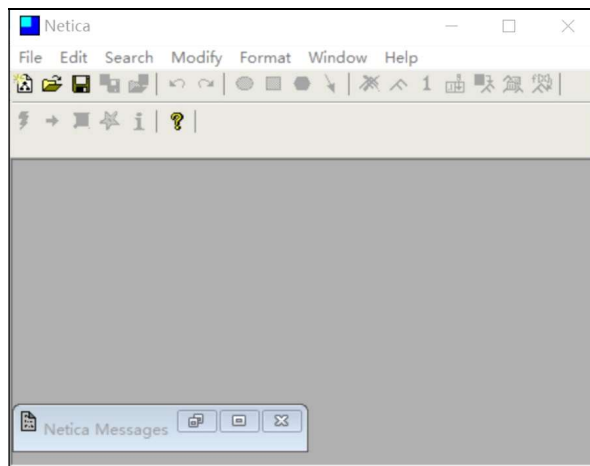 Netica
File Edit Search Modify Format Window Help
1
i ?
Netica Messages